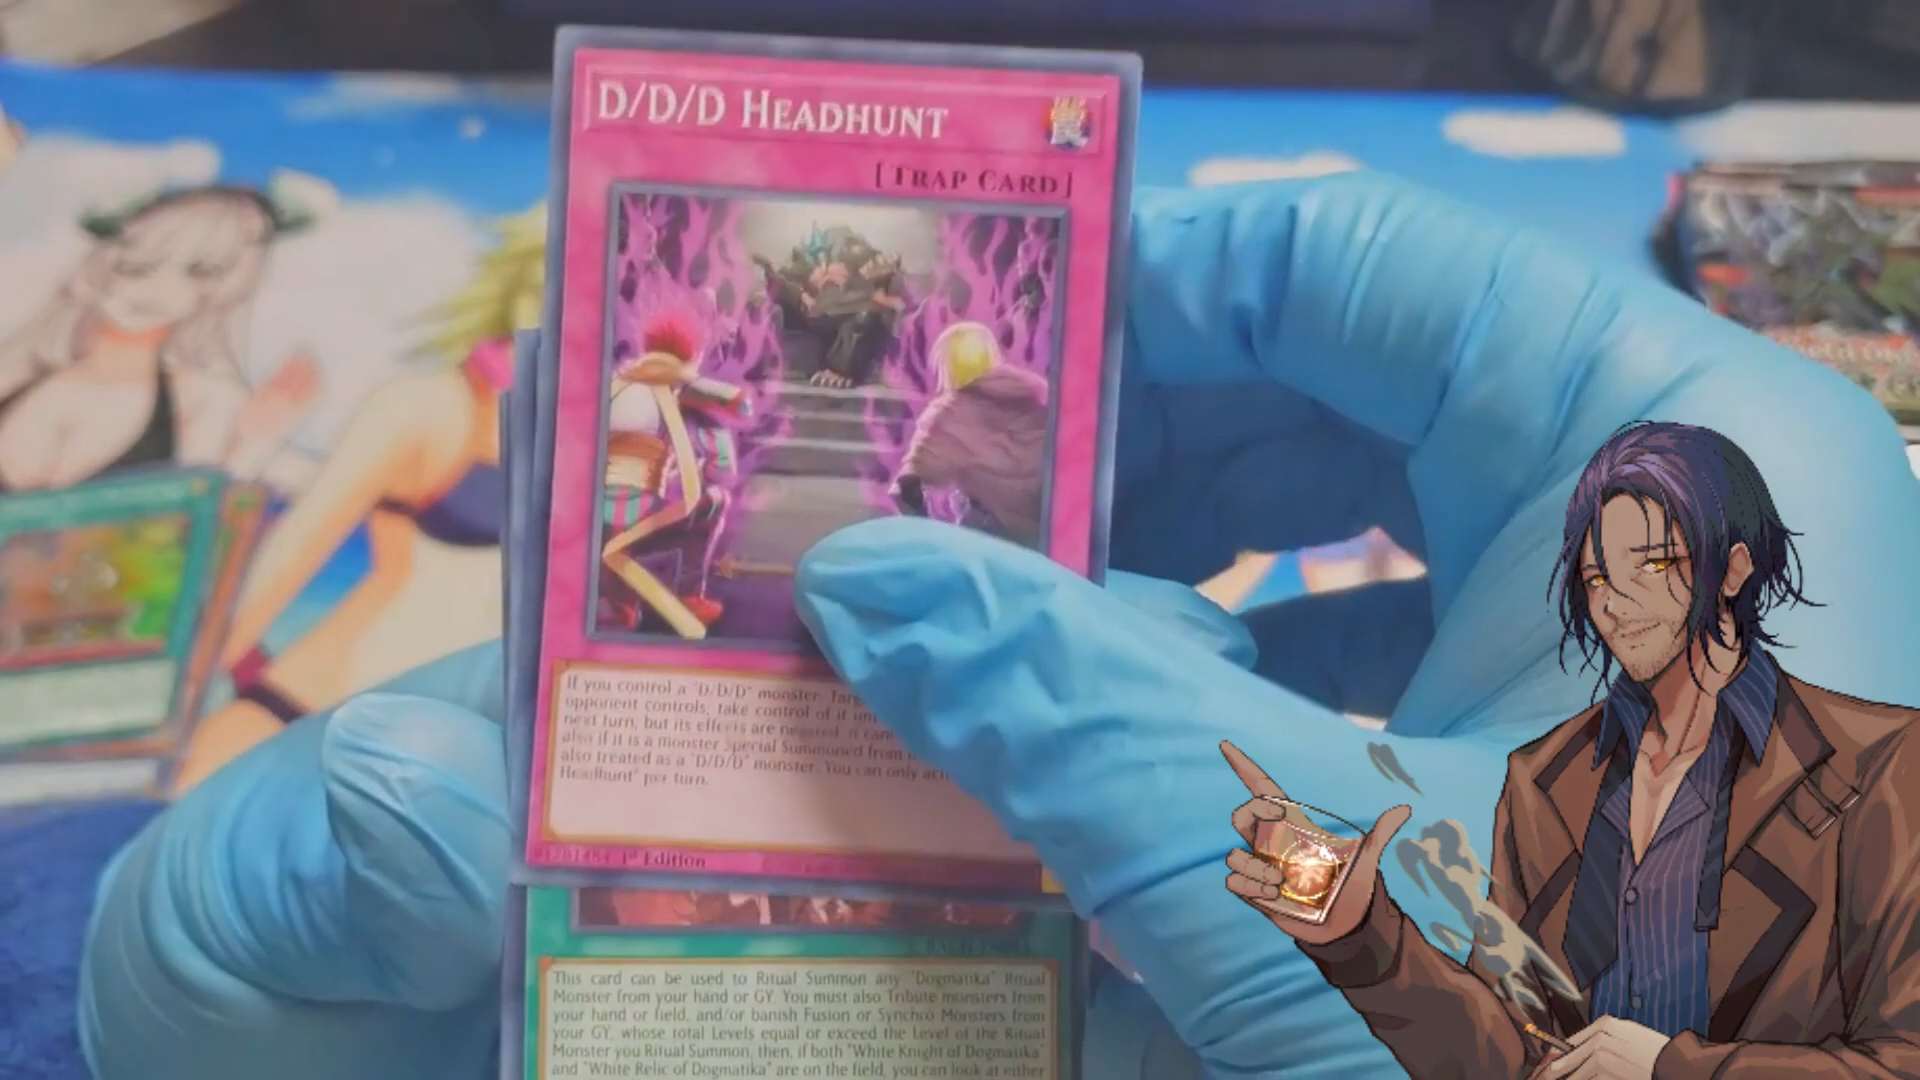 D/D/D HEADHUNT
[TRAP CARD]
If you control a "D/D/D" monster: Tar
opponent controls; take control of it un
next turn, but its effects are negated, it can
also if it is a monster Special Summoned from
also treated as a "D/D/D" monster. You can only act
Headhunt" per turn.
1st Edition
This card can be used to Ritual Summon any "Dogmatika" Ritual
Monster from your hand or GY. You must also Tribute monsters from
your hand or field, and/or banish Fusion or Synchro Monsters from
your GY, whose total Levels equal or exceed the Level of the Ritual
Monster you Ritual Summon, then, if both "White Knight of Dogmatika"
and "White Relic of Dogmatika" are on the field, you can look at either